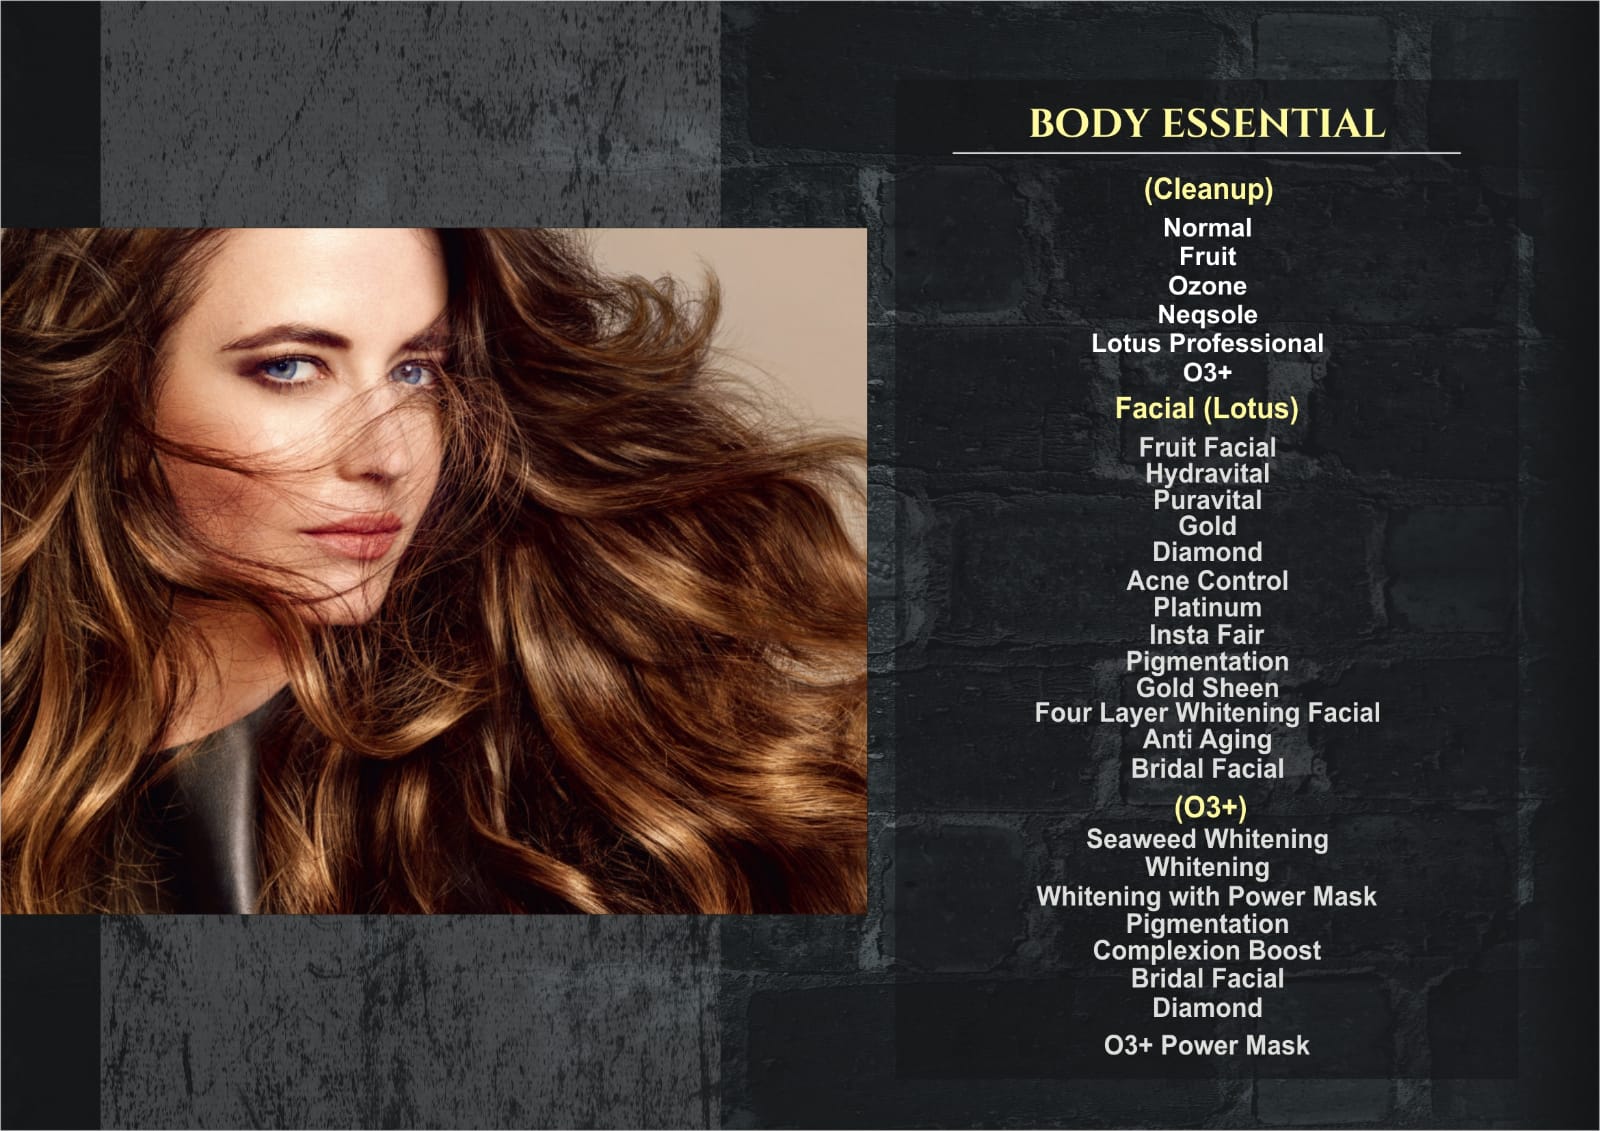 BODY ESSENTIAL
(Cleanup)
Normal
Fruit
Ozone
Neqsole
Lotus Professional
O3+
Facial (Lotus)
Fruit Facial
Hydravital
Puravital
Gold
Diamond
Acne Control
Platinum
Insta Fair
Pigmentation
Gold Sheen
Four Layer Whitening Facial
Anti Aging
Bridal Facial
(O3+)
Seaweed Whitening
Whitening
Whitening with Power Mask
Pigmentation
Complexion Boost
Bridal Facial
Diamond
O3+ Power Mask